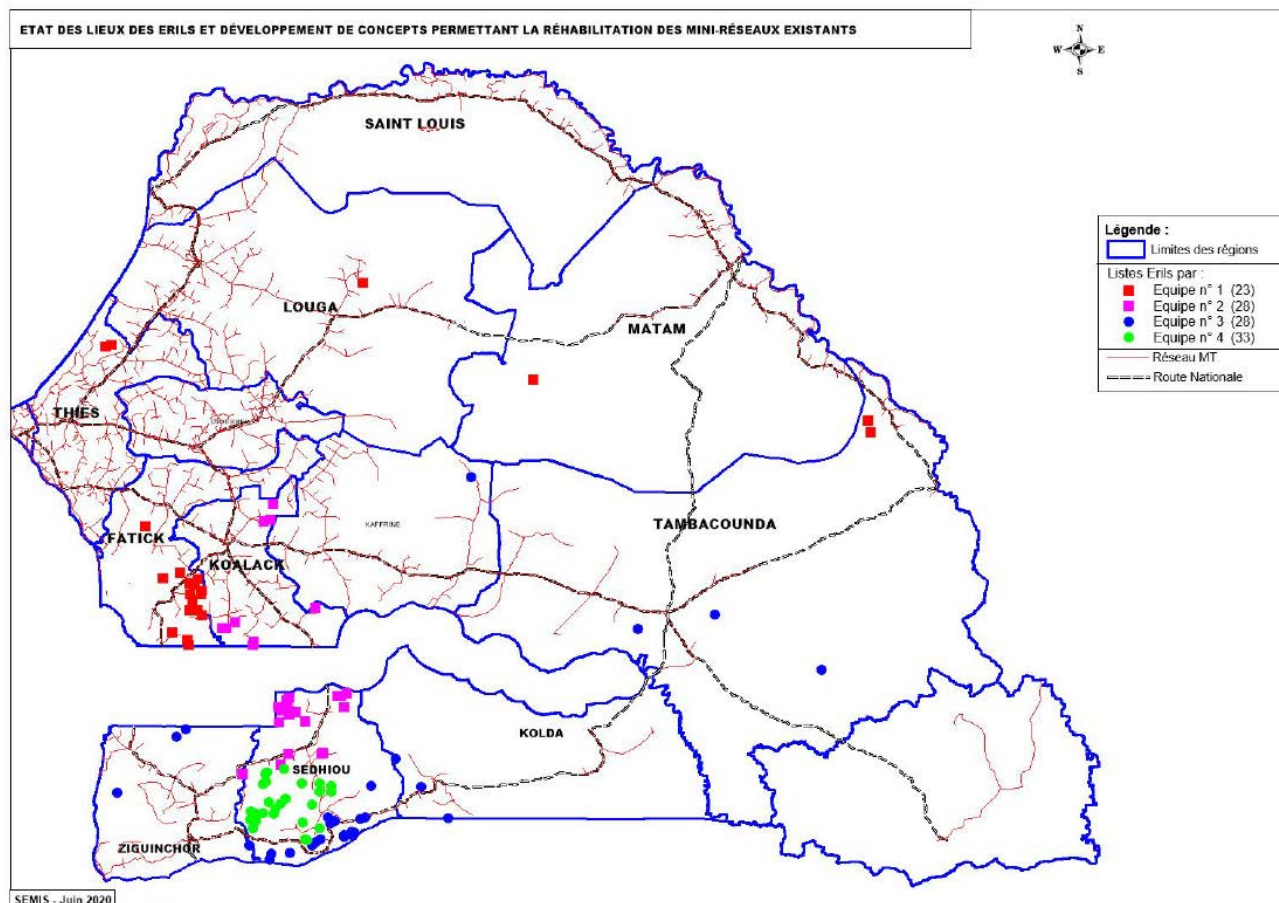 ETAT DES LIEUX DES ERILS ET DÉVELOPPEMENT DE CONCEPTS PERMETTANT LA RÉHABILITATION DES MINI-RÉSEAUX EXISTANTS
N
W E
S
SAINT LOUIS
Légende :
Limites des régions
Listes Erils par :
Equipe n° 1 (23)
Equipe n° 2 (28)
Equipe n° 3 (28)
Equipe n° 4 (33)
Réseau MT
Route Nationale
LOUGA
MATAM
THIES
TAMBACOUNDA
KAFFRINE
FATICK
KOALACK
KOLDA
SEDHIOU
ZIGUINCHOR
SEMIS - Juin 2020